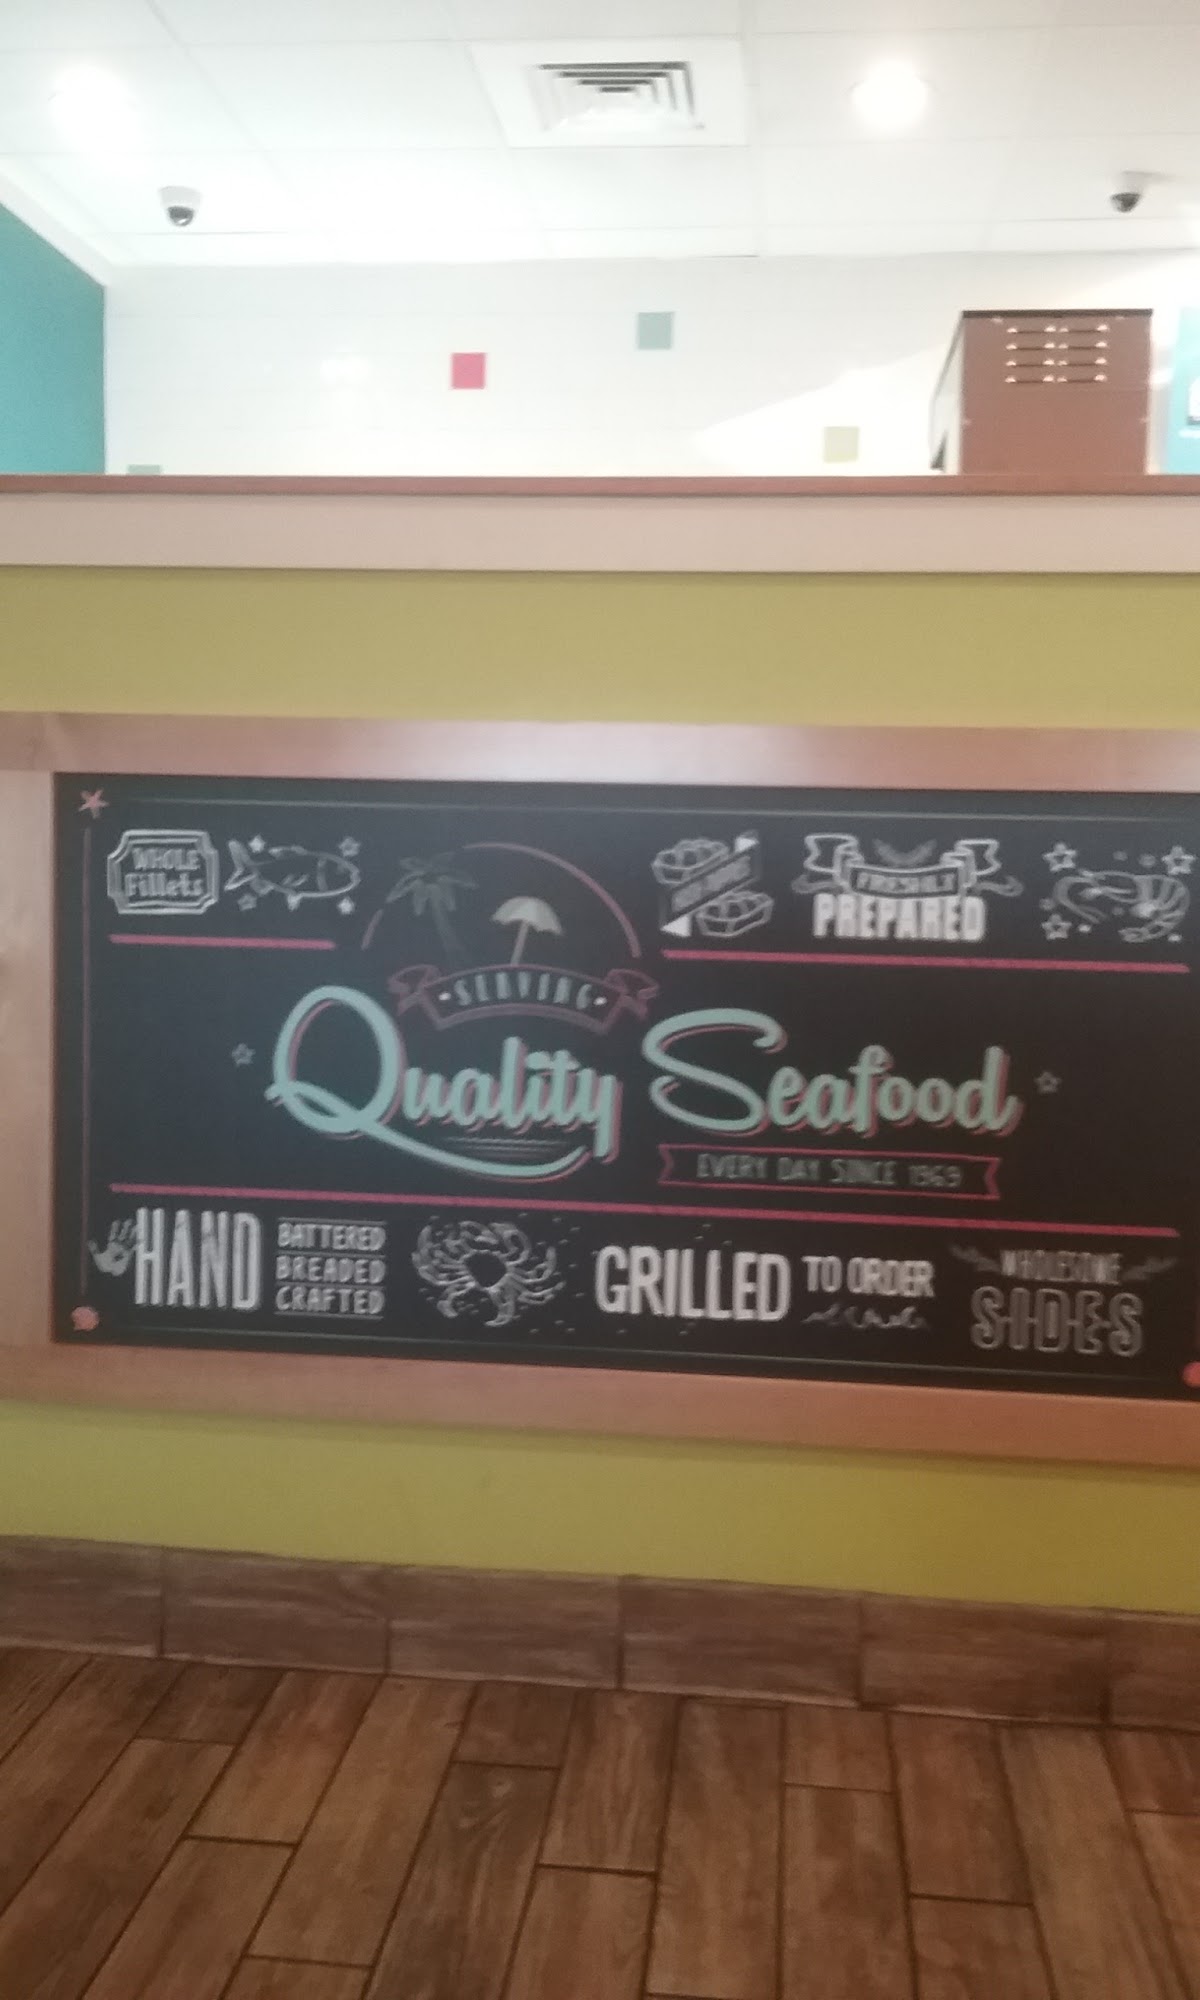 WHOLE
Fillets
FRESHLY
PREPARED
SERVING
Quality Seafood
EVERY DAY SINCE 1969
HAND
BATTERED
BREADED
CRAFTED
GRILLED TO ORDER
WHOLESOME
SIDES